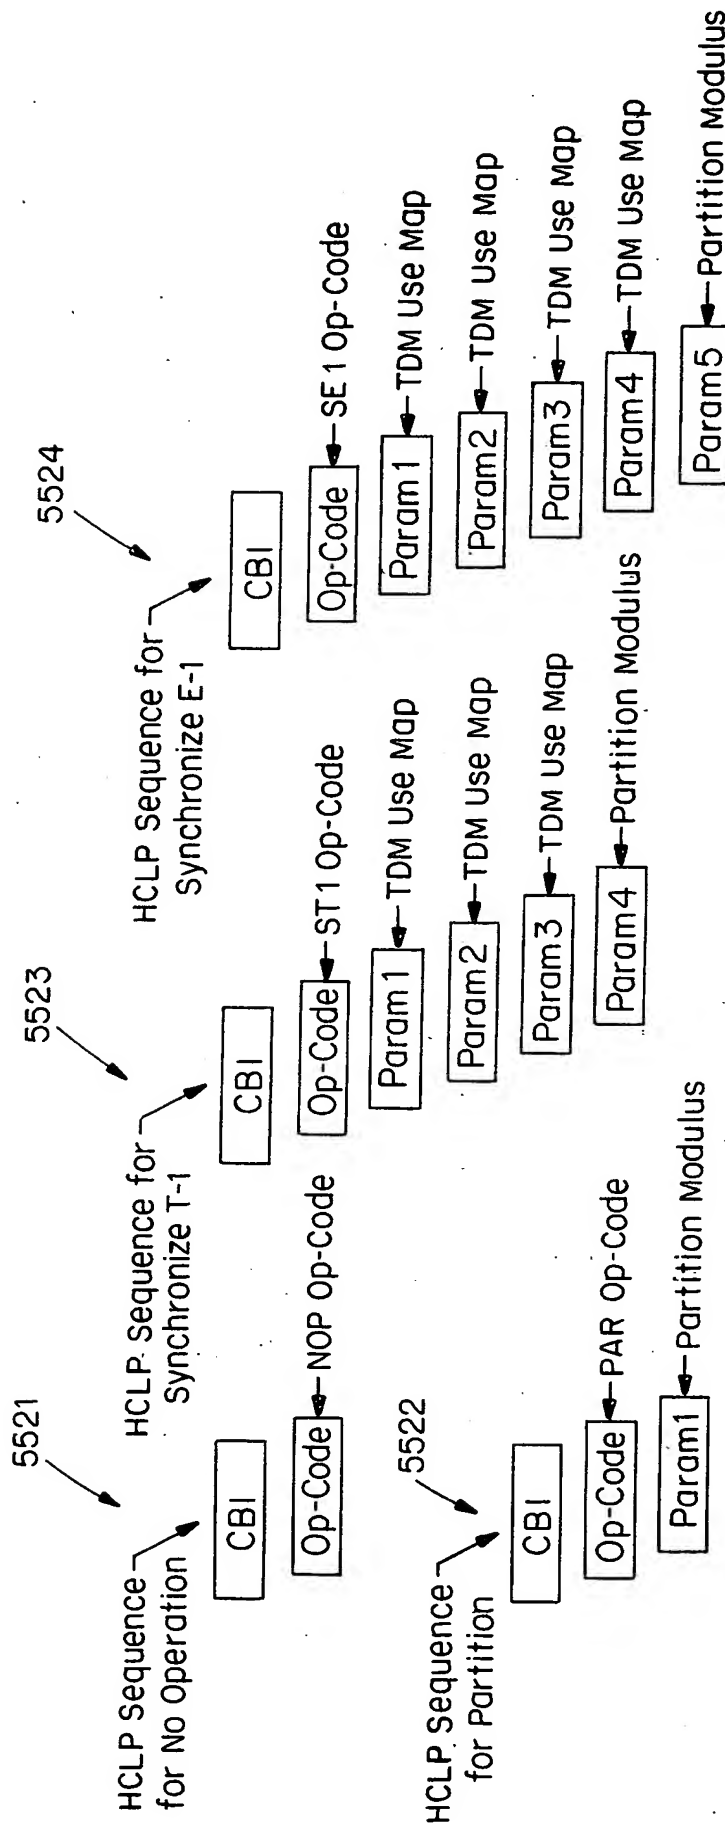 5521
HCLP Sequence
for No Operation
CBI
Op-Code
NOP Op-Code
5522
HCLP Sequence
for Partition
CBI
Op-Code
PAR Op-Code
Param1
Partition Modulus
5523
HCLP Sequence for
Synchronize T-1
CBI
Op-Code
ST1 Op-Code
Param1
TDM Use Map
Param2
TDM Use Map
Param3
TDM Use Map
Param4
Partition Modulus
5524
HCLP Sequence for
Synchronize E-1
CBI
Op-Code
SE1 Op-Code
Param1
TDM Use Map
Param2
TDM Use Map
Param3
TDM Use Map
Param4
TDM Use Map
Param5
Partition Modulus